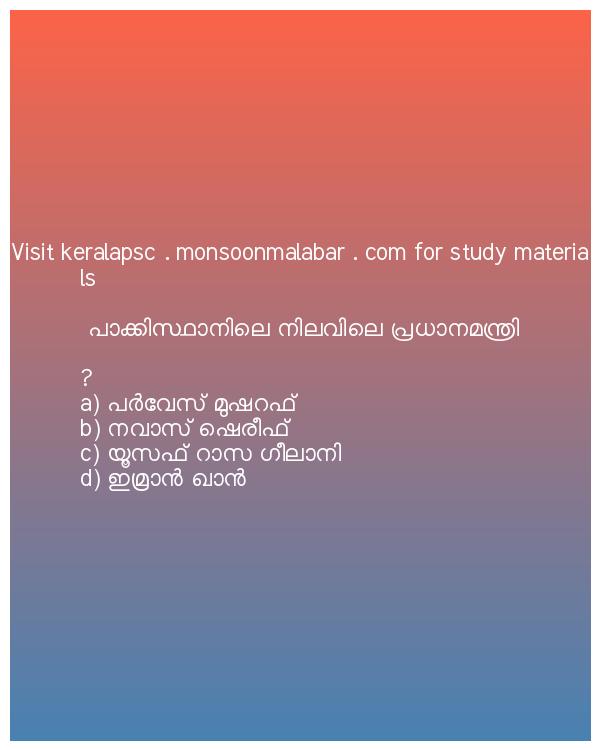 Visit keralapsc . monsoonmalabar . com for study materia
ls
പാക്കിസ്ഥാനിലെ നിലവിലെ പ്രധാനമന്ത്രി
?
a) പർവേസ് മുഷറഫ്
b) നവാസ് ഷെരീഫ്
c) യൂസഫ് റാസ ഗീലാനി
d) ഇമ്രാൻ ഖാൻ